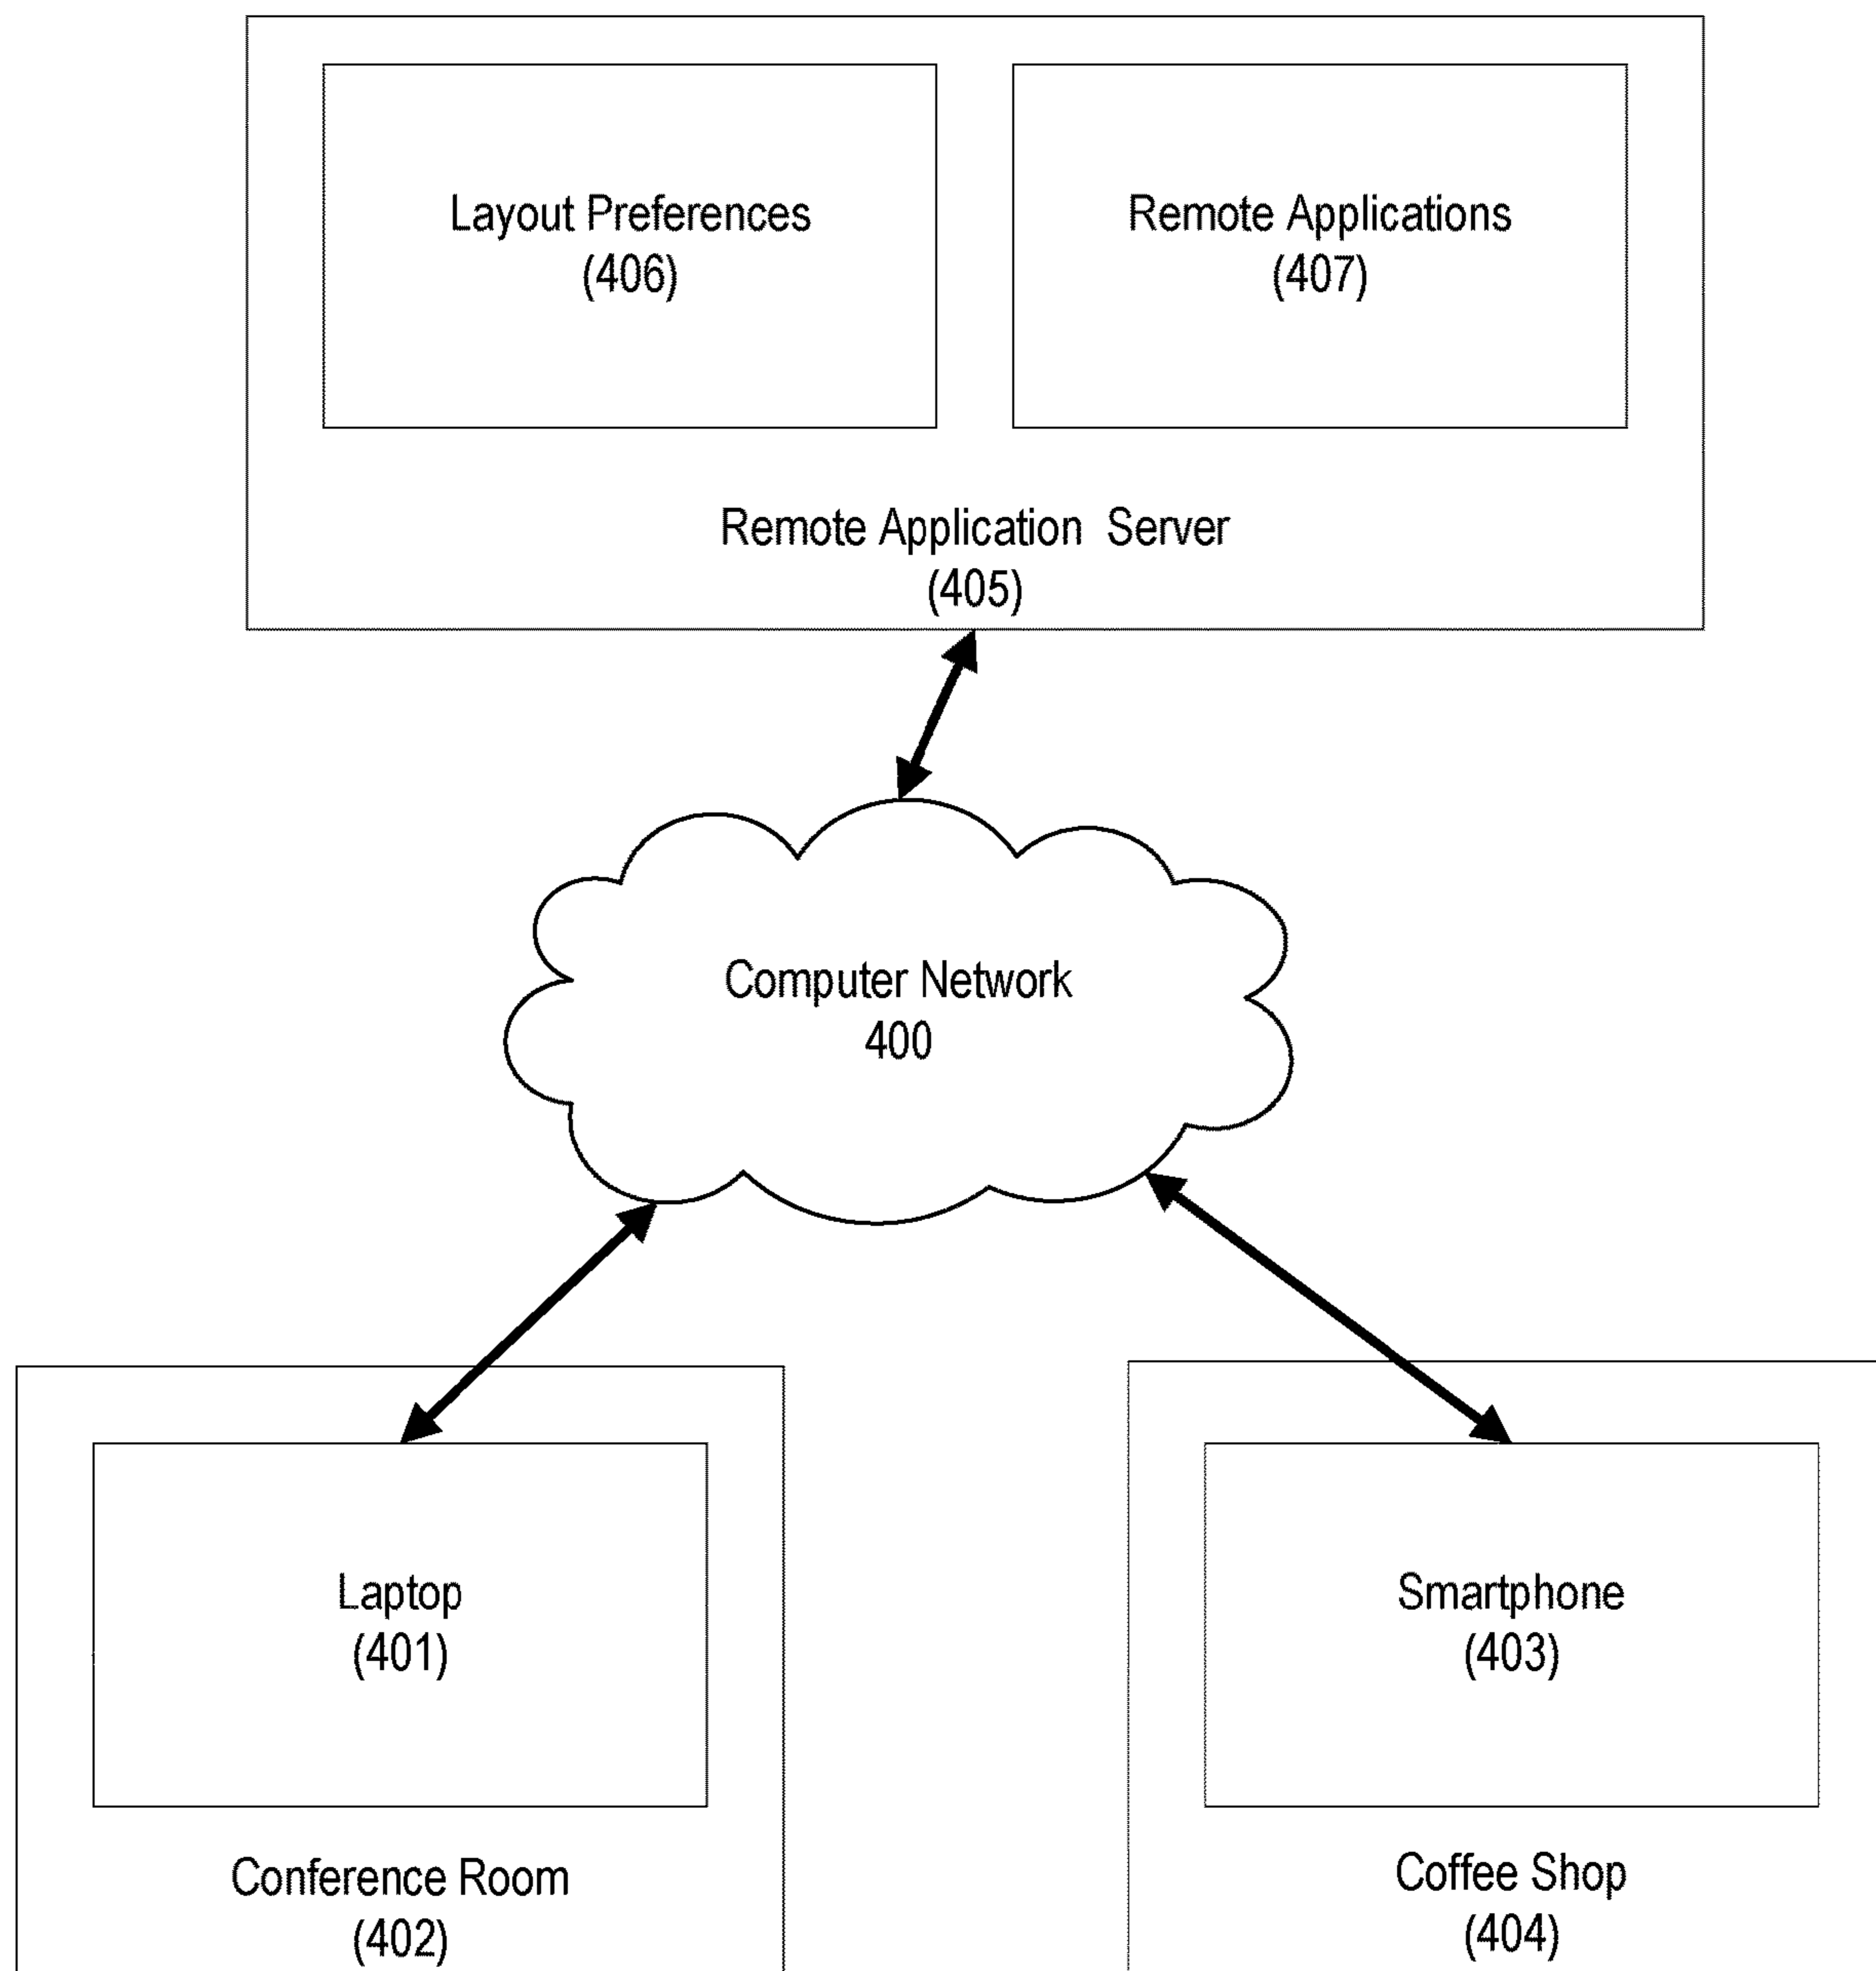 Layout Preferences
(406)
Remote Applications
(407)
Remote Application Server
(405)
Computer Network
400
Laptop
(401)
Conference Room
(402)
Smartphone
(403)
Coffee Shop
(404)